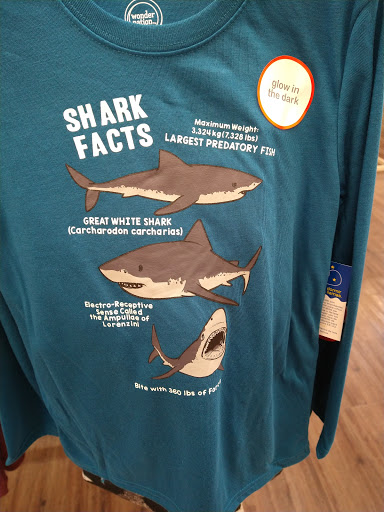 wonder
nation
glow in
the dark
SHARK
FACTS
Maximum Weight:
3,324kg(7,328 lbs)
LARGEST PREDATORY FISH
GREAT WHITE SHARK
(Carcharodon carcharias)
Electro-Receptive
Sense Called
the Ampullae of
Lorenzini
Bite with 360 lbs of